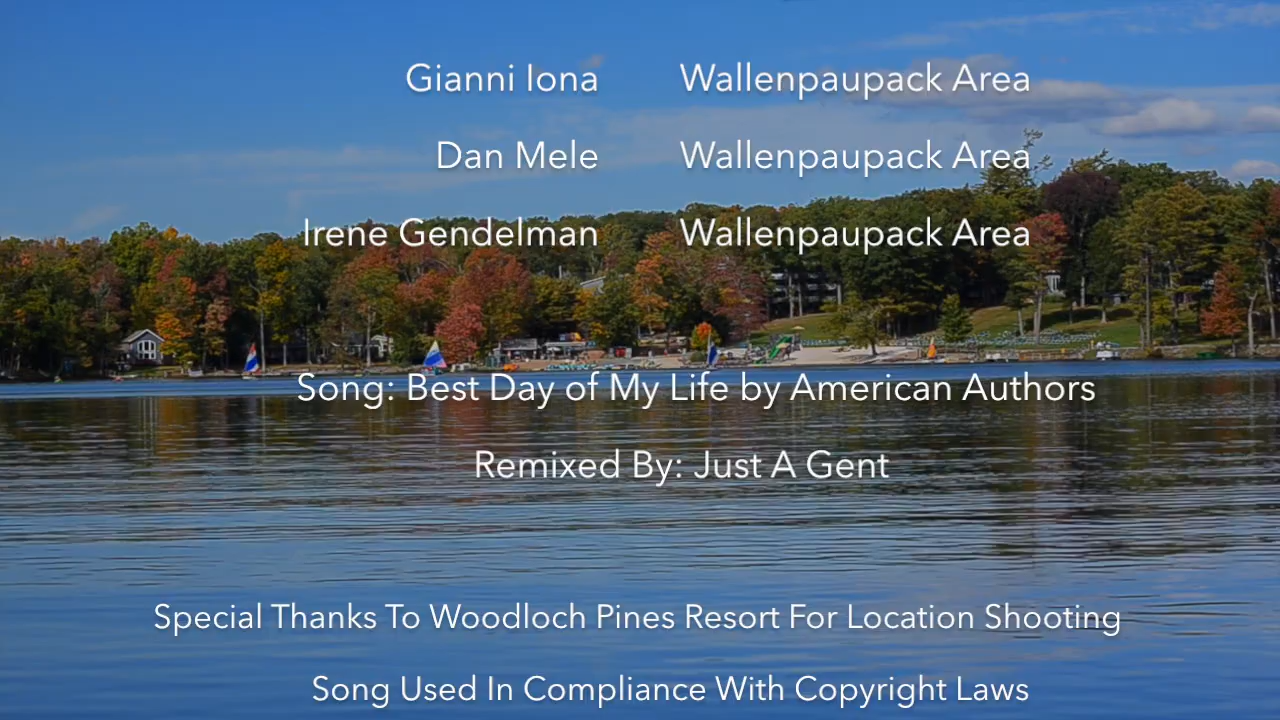 Gianni Iona Wallenpaupack Area
Dan Mele Wallenpaupack Area
Irene Gendelman Wallenpaupack Area
Song: Best Day of My Life by American Authors
Remixed By: Just A Gent
Special Thanks To Woodloch Pines Resort For Location Shooting
Song Used In Compliance With Copyright Laws